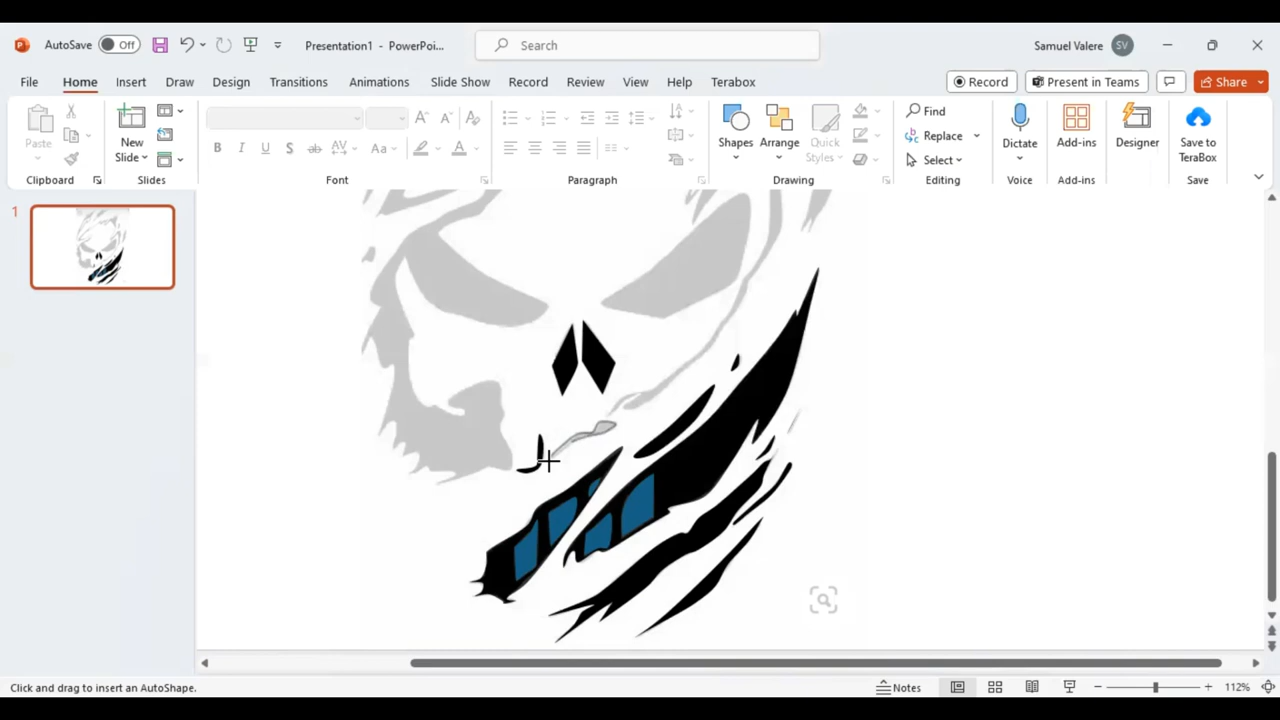 AutoSave Off Presentation1 - PowerPoi... Search Samuel Valere SV
File Home Insert Draw Design Transitions Animations Slide Show Record Review View Help Terabox Record Present in Teams Share
Paste New Slide B I U S ab AV Aa A Shapes Arrange Quick Styles Find Replace Select Dictate Add-ins Designer Save to TeraBox
Clipboard Slides Font Paragraph Drawing Editing Voice Add-ins Save
1
Click and drag to insert an AutoShape. Notes 112%